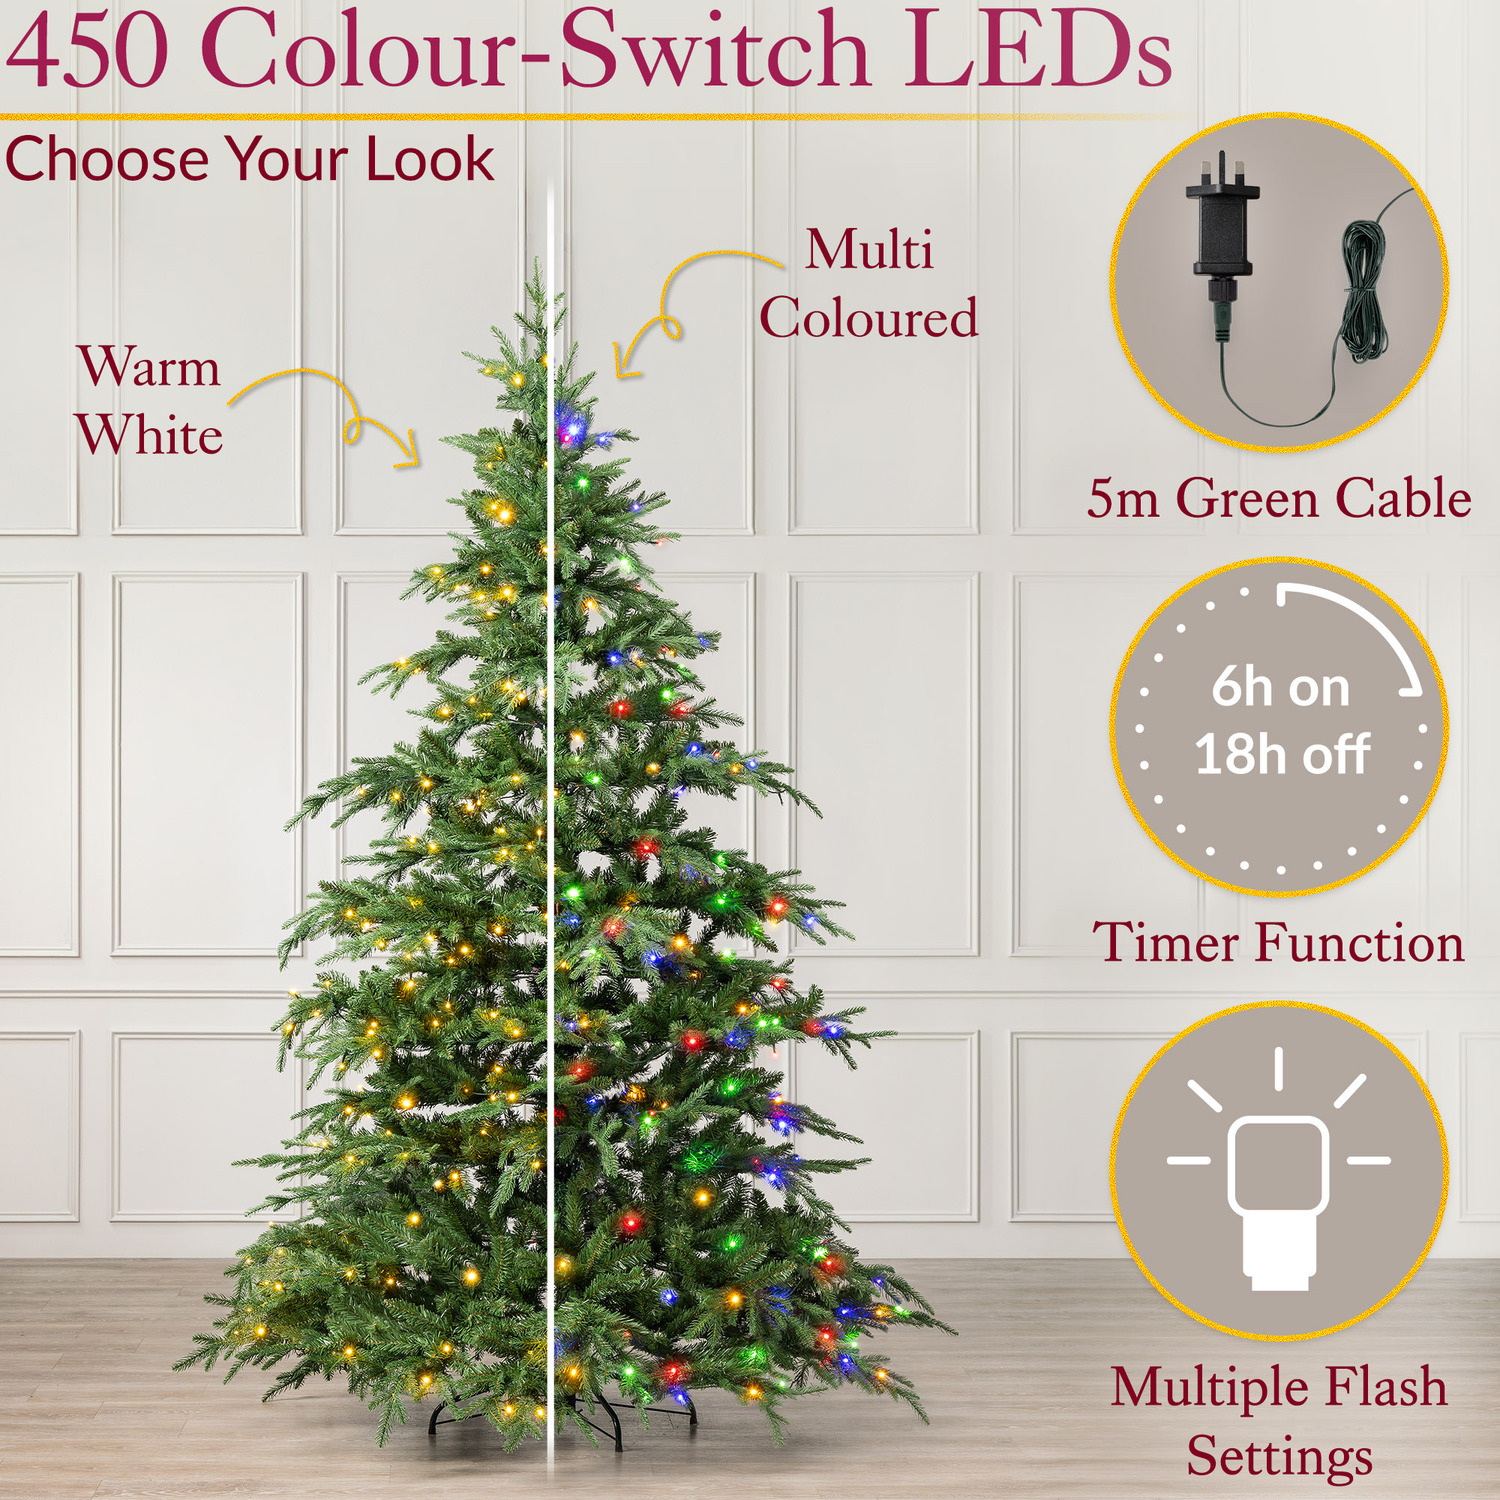 450 Colour-Switch LEDs
Choose Your Look
Warm
White
Multi
Coloured
5m Green Cable
6h on
18h off
Timer Function
Multiple Flash
Settings